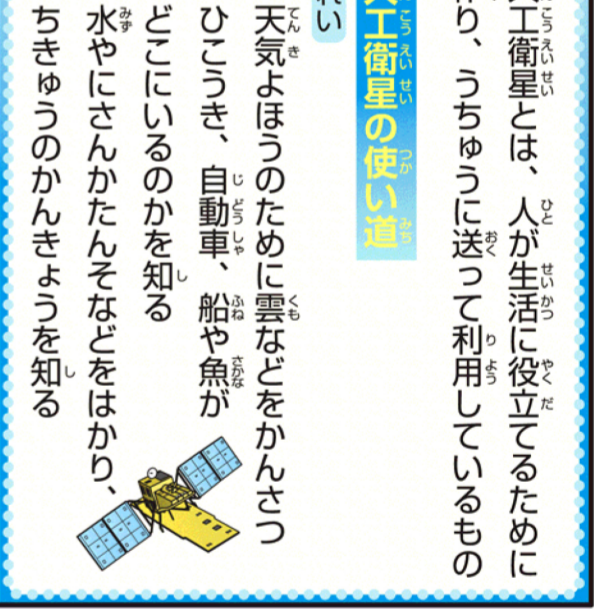 工衛星とは、人が生活に役立てるために
り、うちゅうに送って利用しているもの
工衛星の使い道
れい
天気よほうのために雲などをかんさつ
ひこうき、自動車、船や魚が
どこにいるのかを知る
水やにさんかたんそなどをはかり、
ちきゅうのかんきょうを知る